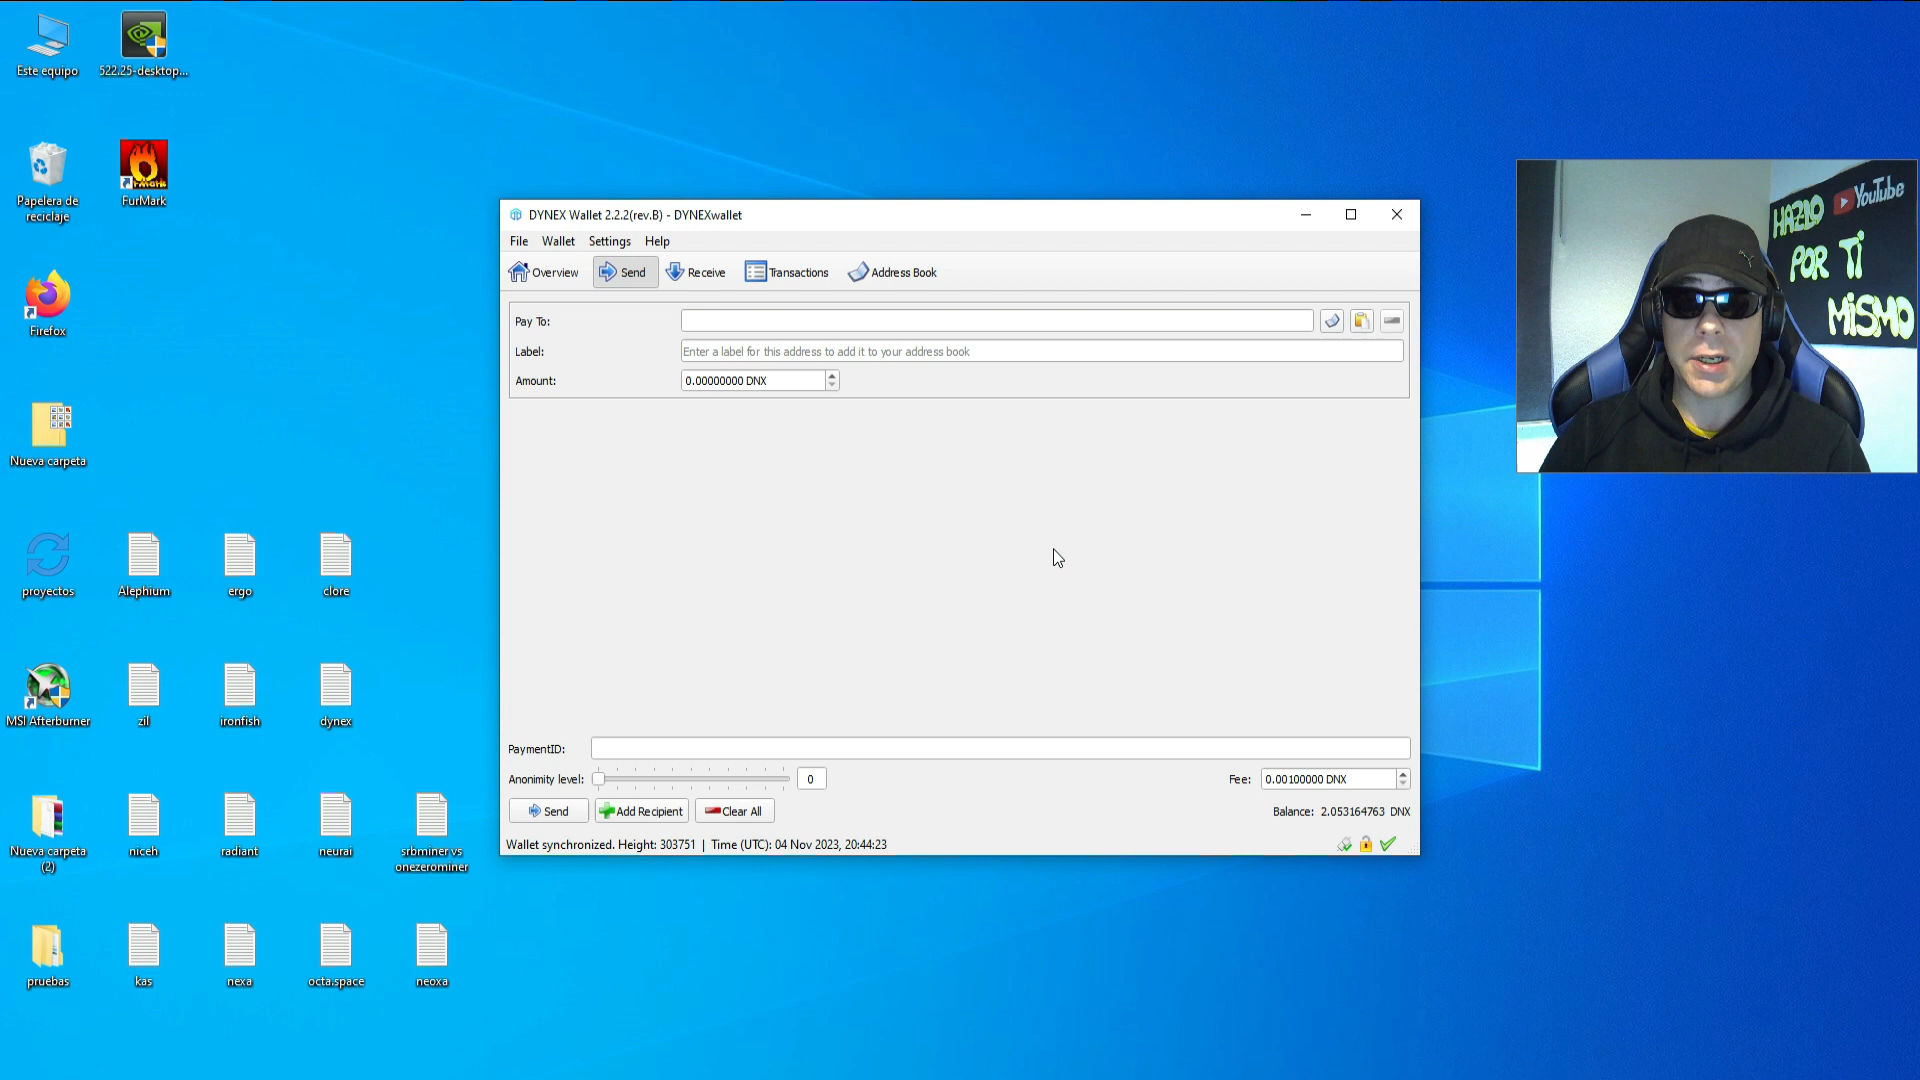 Este equipo
522.25-desktop...
Papelera de
reciclaje
FurMark
Firefox
Nueva carpeta
proyectos
Alephium
ergo
clore
MSI Afterburner
zil
ironfish
dynex
Nueva carpeta
(2)
niceh
radiant
neurai
srbminer vs
onezerominer
pruebas
kas
nexa
octa.space
neoxa
DYNEX Wallet 2.2.2(rev.B) - DYNEXwallet
File Wallet Settings Help
Overview Send Receive Transactions Address Book
Pay To:
Label: Enter a label for this address to add it to your address book
Amount: 0.00000000 DNX
PaymentID:
Anonimity level: 0 Fee: 0.00100000 DNX
Send Add Recipient Clear All Balance: 2.053164763 DNX
Wallet synchronized. Height: 303751 | Time (UTC): 04 Nov 2023, 20:44:23
YouTube
HAZLO
POR TI
MISMO